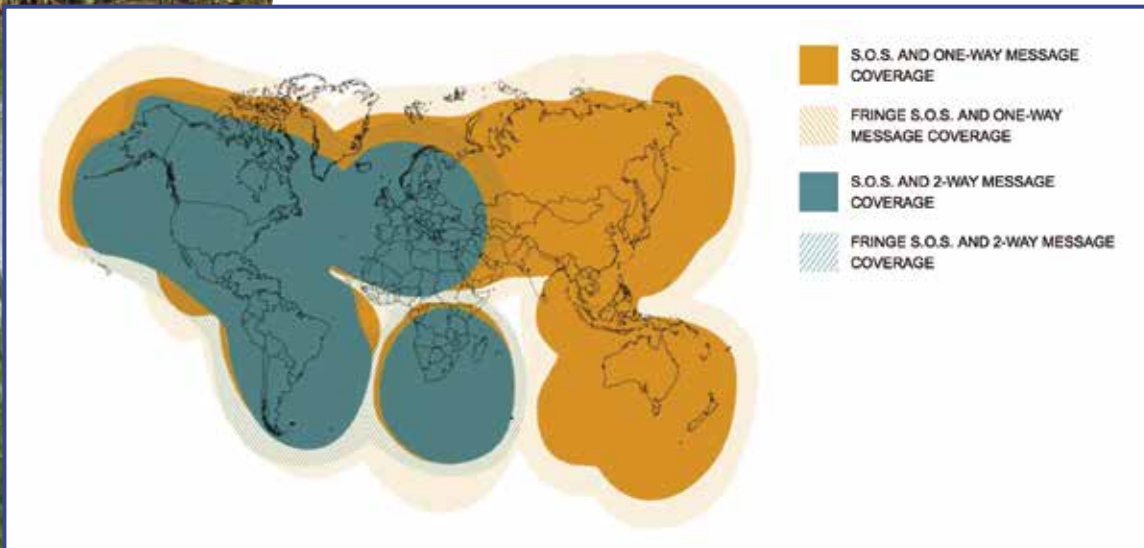 S.O.S. AND ONE-WAY MESSAGE
COVERAGE
FRINGE S.O.S. AND ONE-WAY
MESSAGE COVERAGE
S.O.S. AND 2-WAY MESSAGE
COVERAGE
FRINGE S.O.S. AND 2-WAY MESSAGE
COVERAGE